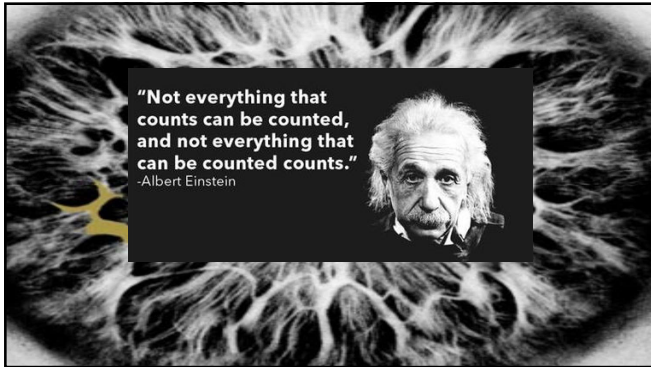 "Not everything that
counts can be counted,
and not everything that
can be counted counts."
-Albert Einstein